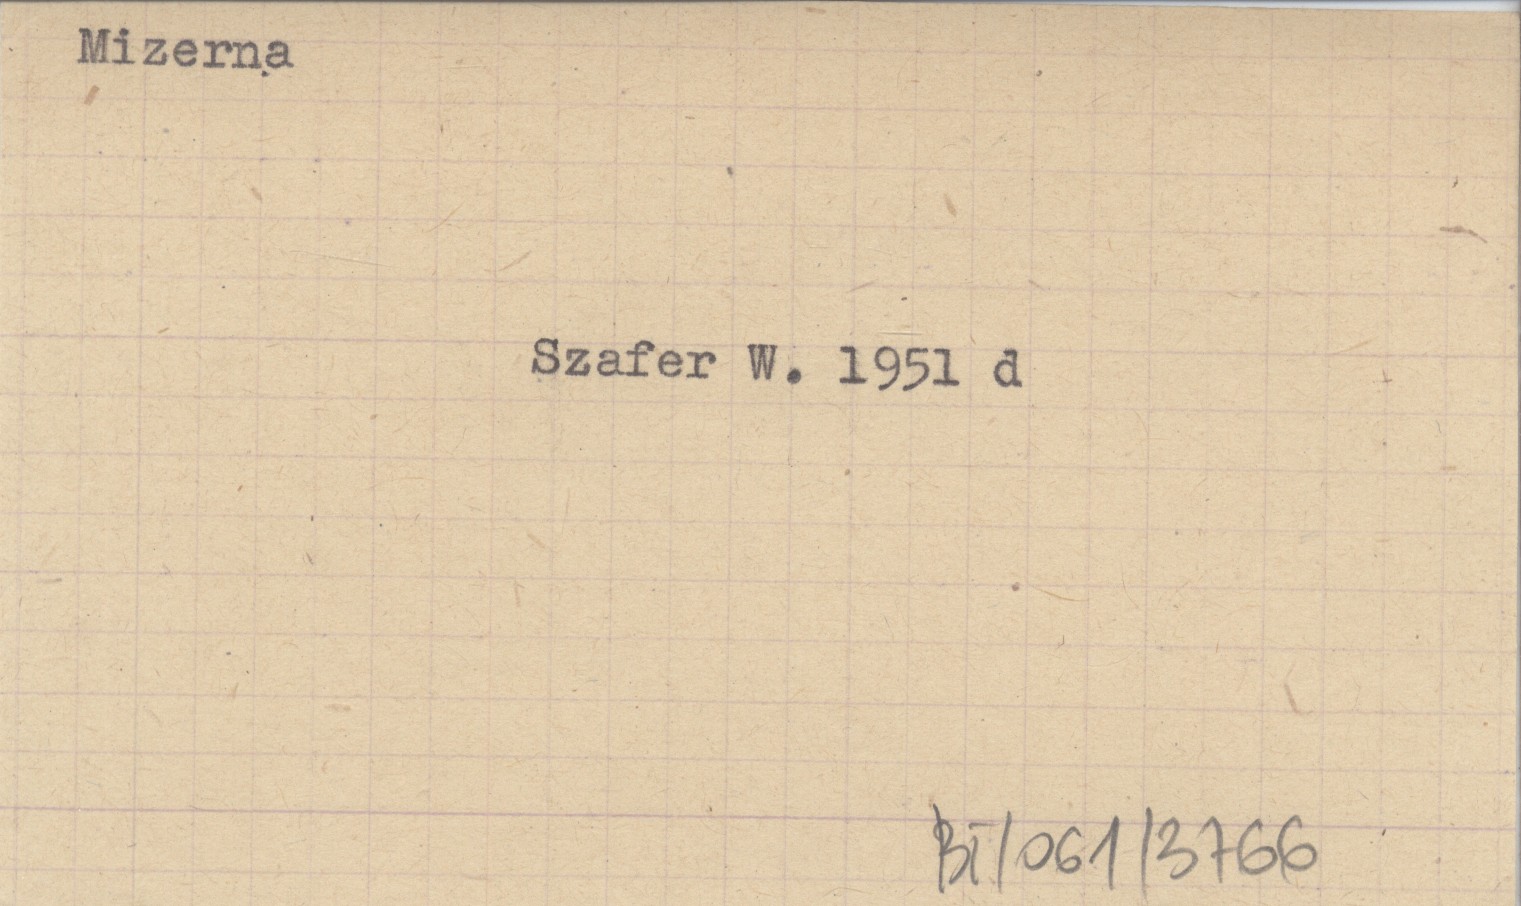 Mizerna
Szafer W. 1951 d
BI/061/3766